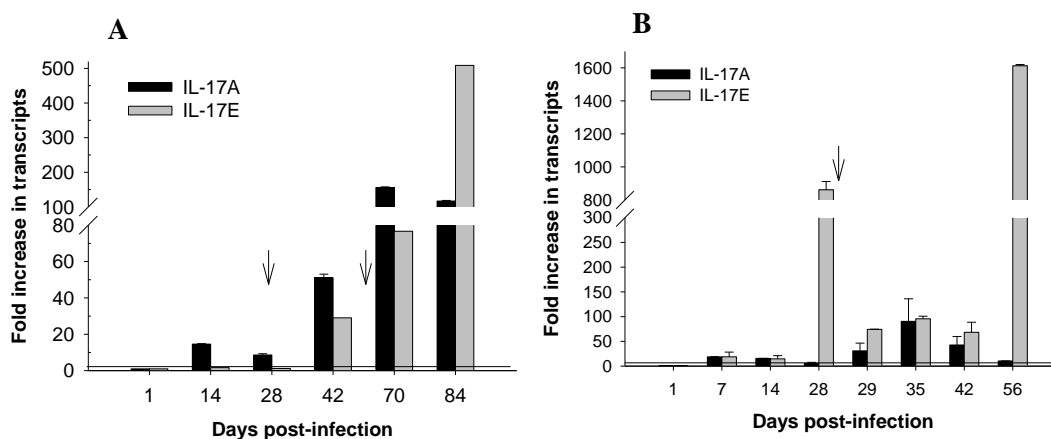 A
Fold increase in transcripts
500
400
300
200
100
80
60
40
20
0
IL-17A
IL-17E
1 14 28 42 70 84
Days post-infection
B
Fold increase in transcripts
1600
1400
1200
1000
800
300
250
200
150
100
50
0
IL-17A
IL-17E
1 7 14 28 29 35 42 56
Days post-infection